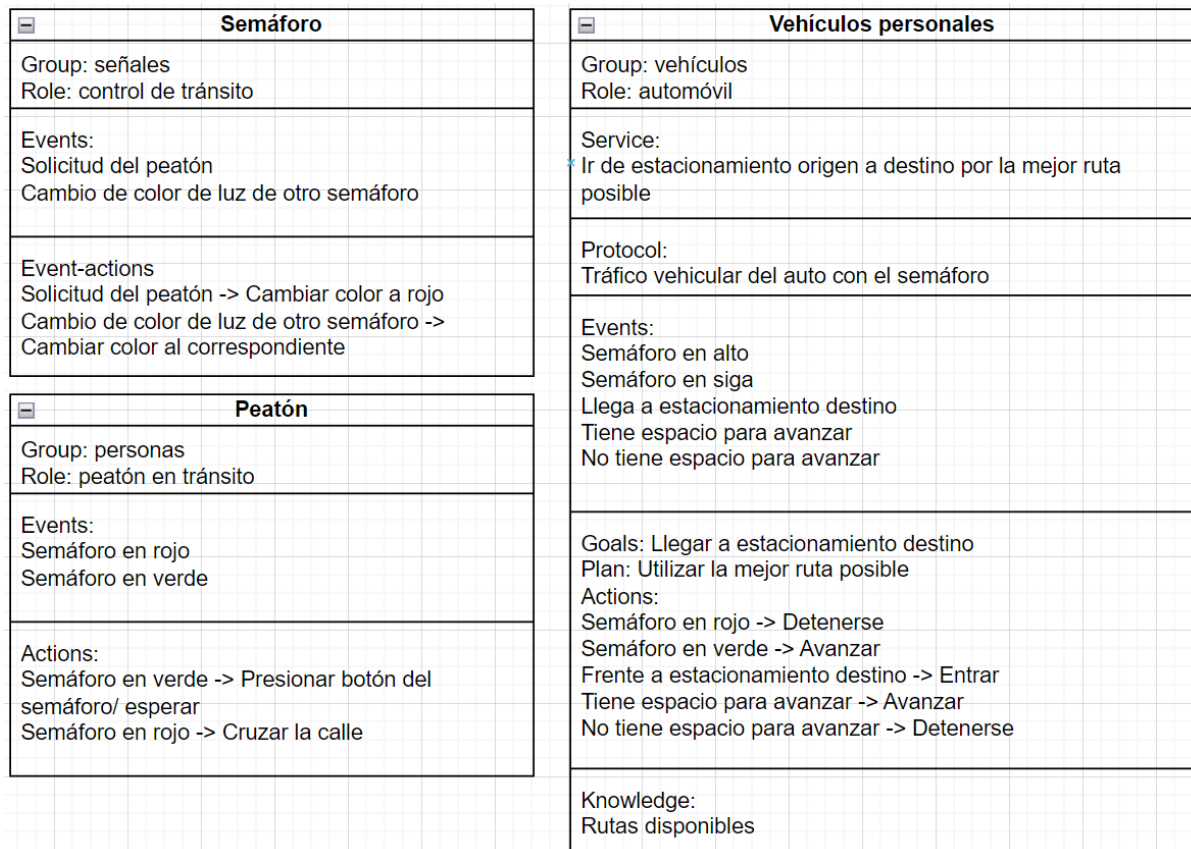 Semáforo
Group: señales
Role: control de tránsito
Events:
Solicitud del peatón
Cambio de color de luz de otro semáforo
Event-actions
Solicitud del peatón -> Cambiar color a rojo
Cambio de color de luz de otro semáforo ->
Cambiar color al correspondiente
Peatón
Group: personas
Role: peatón en tránsito
Events:
Semáforo en rojo
Semáforo en verde
Actions:
Semáforo en verde -> Presionar botón del
semáforo/ esperar
Semáforo en rojo -> Cruzar la calle
Vehículos personales
Group: vehículos
Role: automóvil
Service:
Ir de estacionamiento origen a destino por la mejor ruta
posible
Protocol:
Tráfico vehicular del auto con el semáforo
Events:
Semáforo en alto
Semáforo en siga
Llega a estacionamiento destino
Tiene espacio para avanzar
No tiene espacio para avanzar
Goals: Llegar a estacionamiento destino
Plan: Utilizar la mejor ruta posible
Actions:
Semáforo en rojo -> Detenerse
Semáforo en verde -> Avanzar
Frente a estacionamiento destino -> Entrar
Tiene espacio para avanzar -> Avanzar
No tiene espacio para avanzar -> Detenerse
Knowledge:
Rutas disponibles